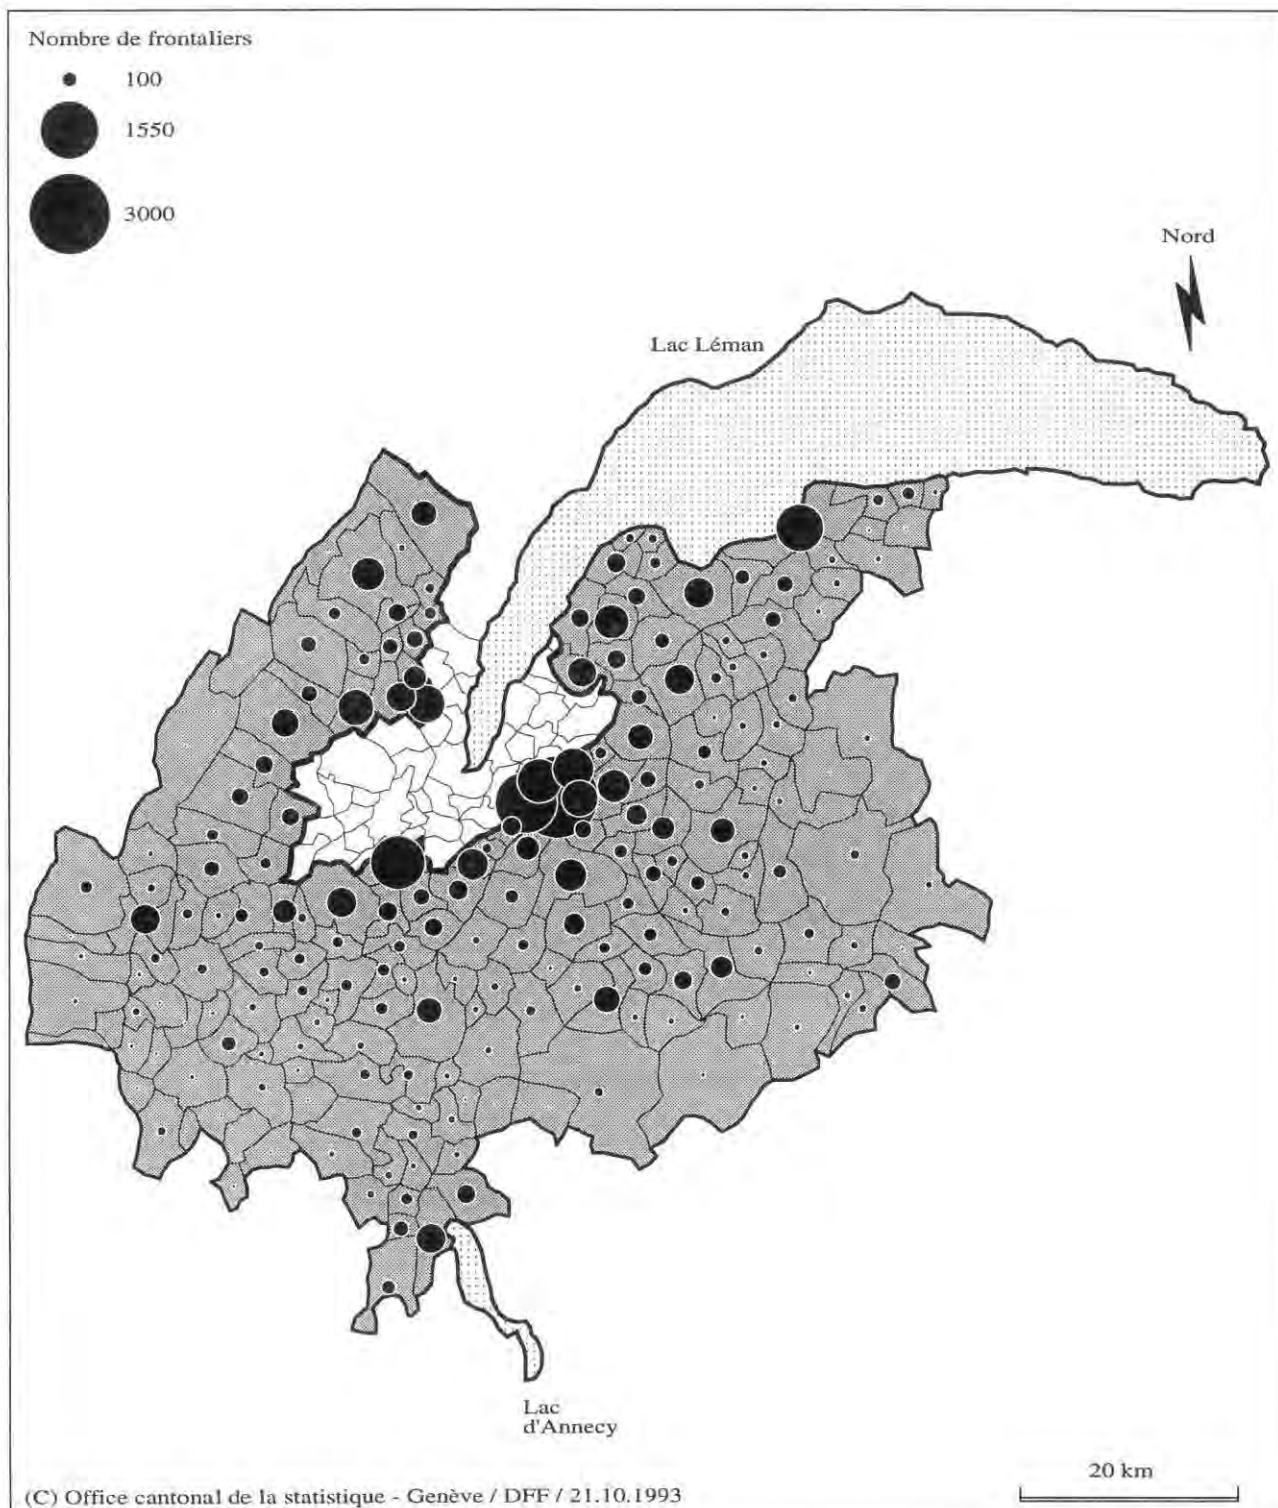 Nombre de frontaliers
100
1550
3000
Nord
Lac Léman
Lac
d'Annecy
20 km
(C) Office cantonal de la statistique - Genève / DFF / 21.10.1993